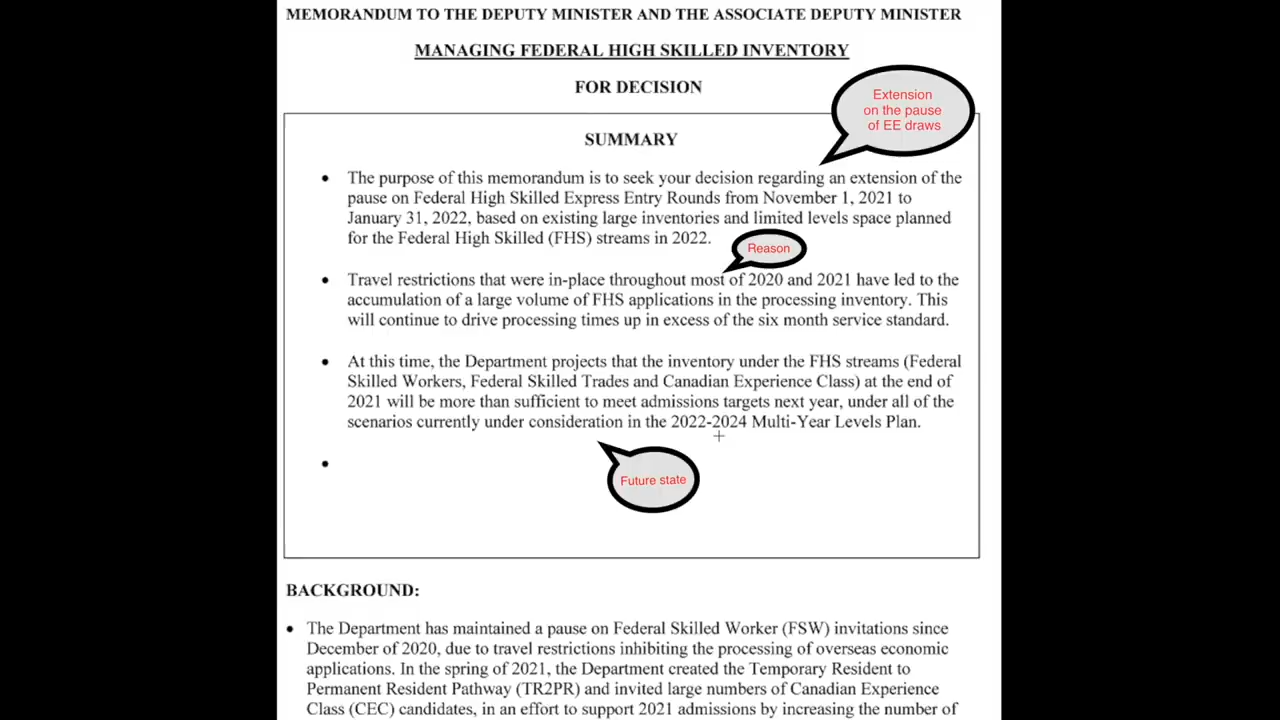 MEMORANDUM TO THE DEPUTY MINISTER AND THE ASSOCIATE DEPUTY MINISTER
MANAGING FEDERAL HIGH SKILLED INVENTORY
FOR DECISION
Extension
on the pause
of EE draws
SUMMARY
• The purpose of this memorandum is to seek your decision regarding an extension of the
pause on Federal High Skilled Express Entry Rounds from November 1, 2021 to
January 31, 2022, based on existing large inventories and limited levels space planned
for the Federal High Skilled (FHS) streams in 2022.
Reason
• Travel restrictions that were in-place throughout most of 2020 and 2021 have led to the
accumulation of a large volume of FHS applications in the processing inventory. This
will continue to drive processing times up in excess of the six month service standard.
• At this time, the Department projects that the inventory under the FHS streams (Federal
Skilled Workers, Federal Skilled Trades and Canadian Experience Class) at the end of
2021 will be more than sufficient to meet admissions targets next year, under all of the
scenarios currently under consideration in the 2022-2024 Multi-Year Levels Plan.
•
Future state
BACKGROUND:
• The Department has maintained a pause on Federal Skilled Worker (FSW) invitations since
December of 2020, due to travel restrictions inhibiting the processing of overseas economic
applications. In the spring of 2021, the Department created the Temporary Resident to
Permanent Resident Pathway (TR2PR) and invited large numbers of Canadian Experience
Class (CEC) candidates, in an effort to support 2021 admissions by increasing the number of